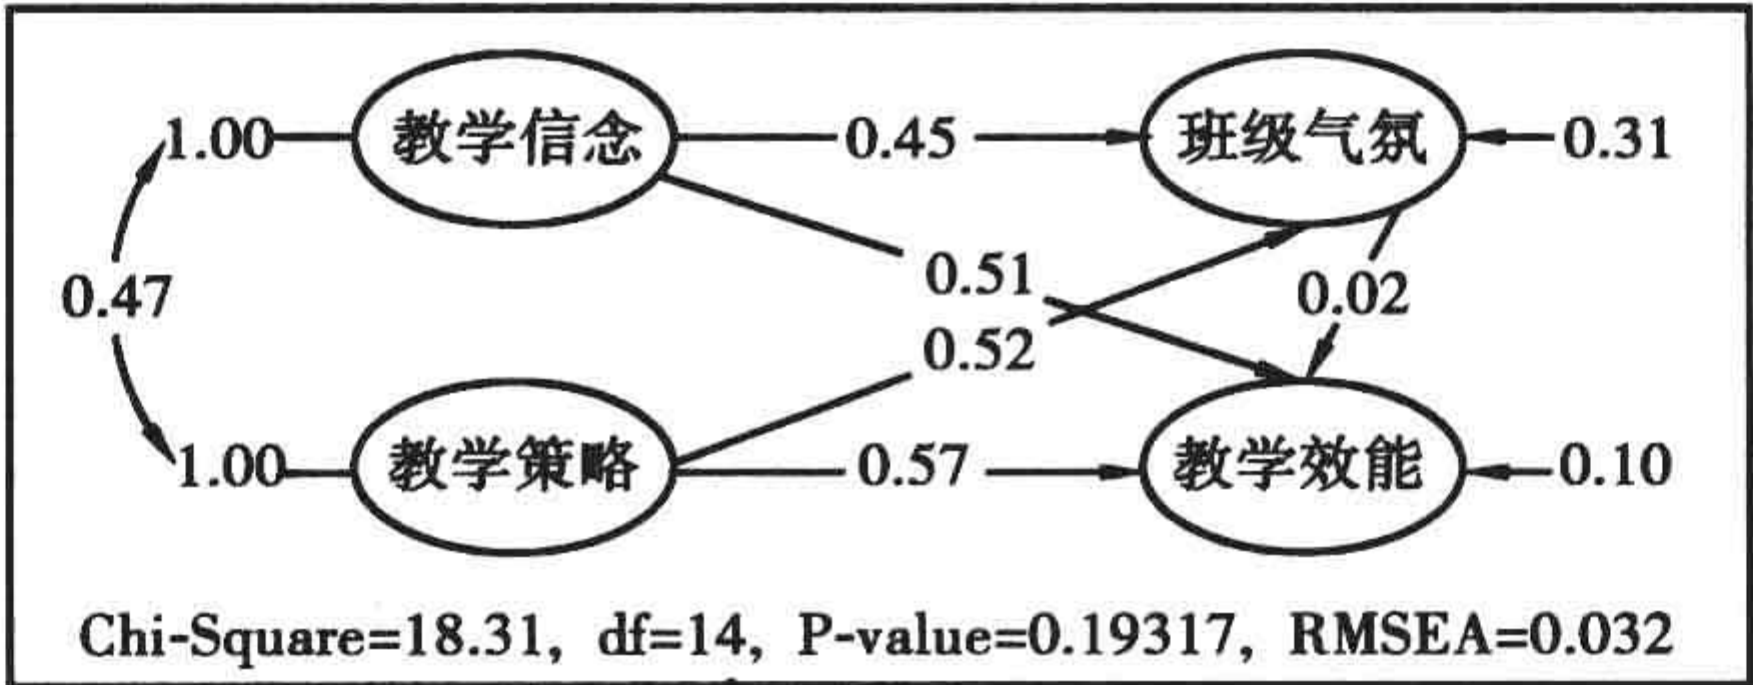 1.00 教学信念 0.45 班级气氛 0.31
0.51
0.47 0.02
0.52
1.00 教学策略 0.57 教学效能 0.10
Chi-Square=18.31, df=14, P-value=0.19317, RMSEA=0.032